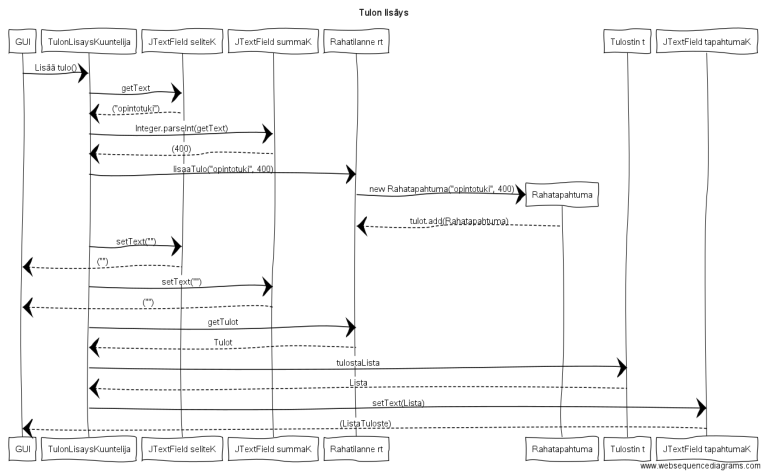 Tulon lisäys
GUI
TulonLisaysKuuntelija
JTextField seliteK
JTextField summaK
Rahatilanne rt
Tulostin t
JTextField tapahtumaK
Lisää tulo()
getText
("opintotuki")
Integer.parseInt(getText)
(400)
lisaaTulo("opintotuki", 400)
new Rahatapahtuma("opintotuki", 400)
Rahatapahtuma
tulot.add(Rahatapahtuma)
setText("")
("")
setText("")
("")
getTulot
Tulot
tulostaLista
Lista
setText(Lista)
(ListaTuloste)
GUI
TulonLisaysKuuntelija
JTextField seliteK
JTextField summaK
Rahatilanne rt
Rahatapahtuma
Tulostin t
JTextField tapahtumaK
www.websequencediagrams.com